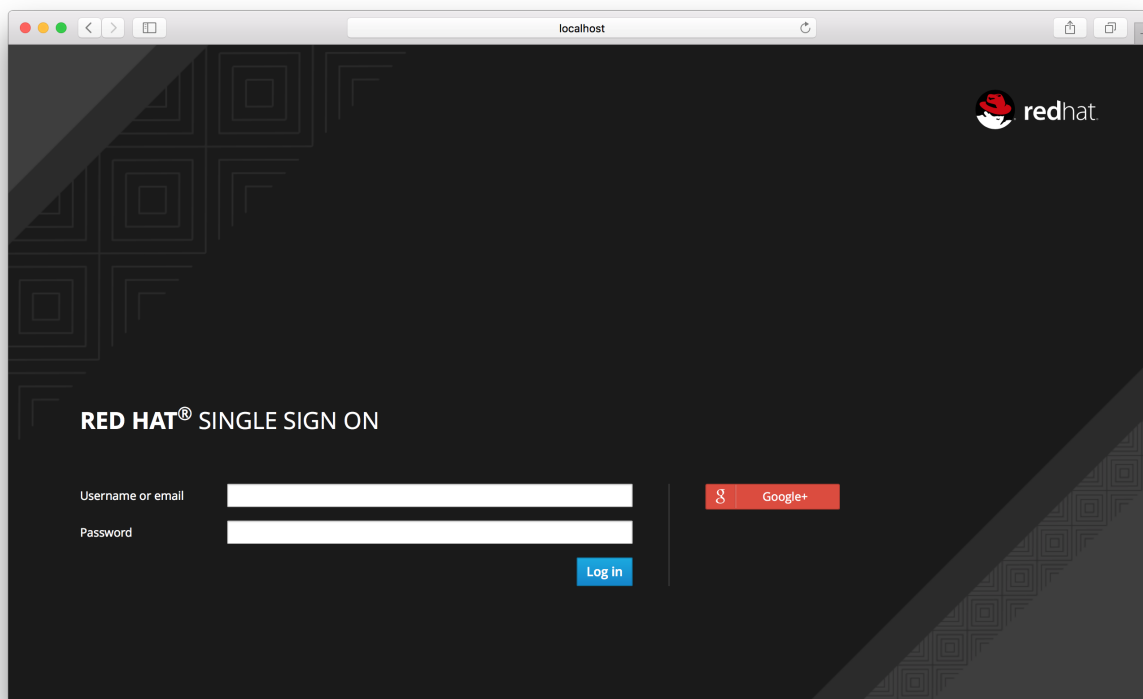 localhost
redhat.
RED HAT® SINGLE SIGN ON
Username or email
Password
Log in
g Google+